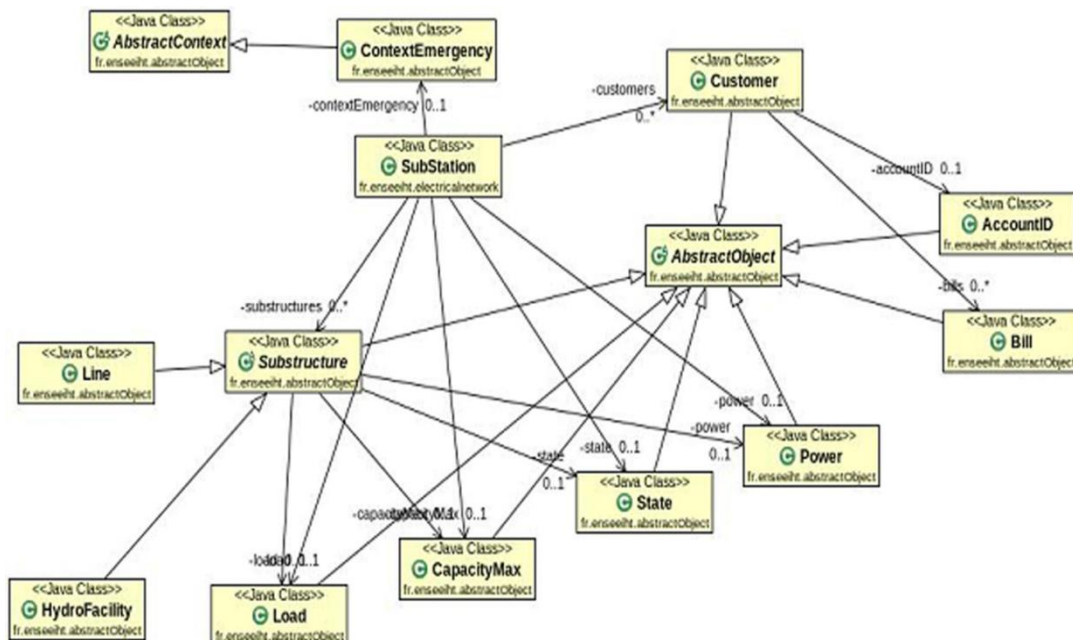 <<Java Class>>
AbstractContext
fr.enseeiht.abstractObject
<<Java Class>>
ContextEmergency
fr.enseeiht.abstractObject
<<Java Class>>
Customer
fr.enseeiht.abstractObject
-customers
0..*
-contextEmergency 0..1
<<Java Class>>
SubStation
fr.enseeiht.electricalnetwork
-accountID 0..1
<<Java Class>>
AccountID
fr.enseeiht.abstractObject
<<Java Class>>
AbstractObject
fr.enseeiht.abstractObject
-bills 0..*
-substructures 0..*
<<Java Class>>
Bill
fr.enseeiht.abstractObject
<<Java Class>>
Substructure
fr.enseeiht.abstractObject
<<Java Class>>
Line
fr.enseeiht.abstractObject
-power 0..1
-power
0..1
<<Java Class>>
Power
fr.enseeiht.abstractObject
-state 0..1
-state
0..1
<<Java Class>>
State
fr.enseeiht.abstractObject
<<Java Class>>
CapacityMax
fr.enseeiht.abstractObject
<<Java Class>>
HydroFacility
fr.enseeiht.abstractObject
<<Java Class>>
Load
fr.enseeiht.abstractObject